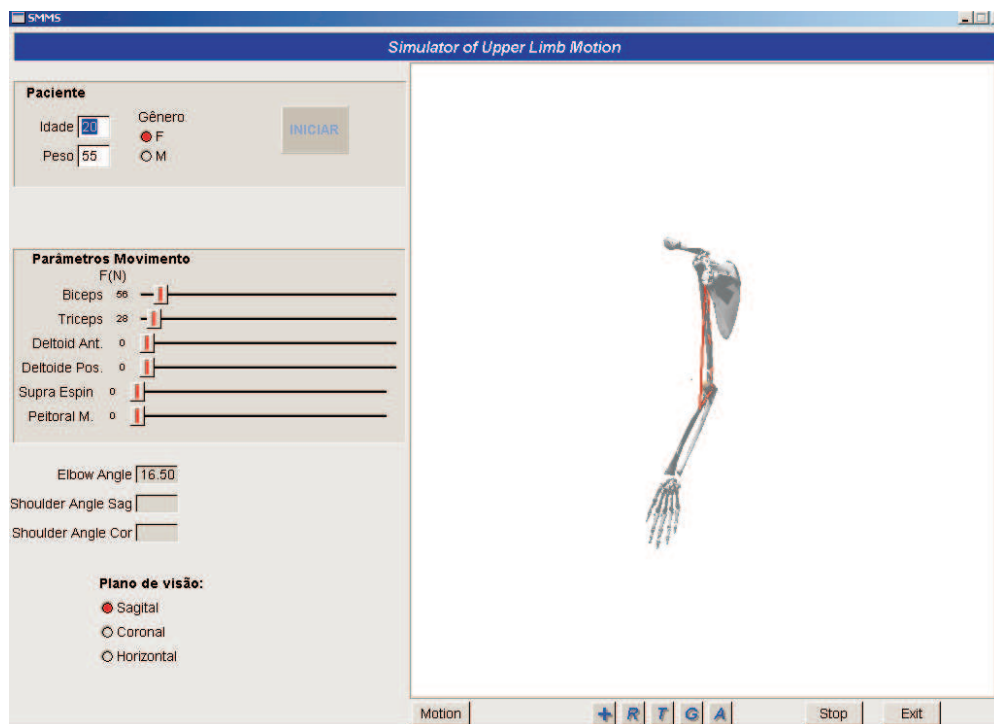 SMMS
Simulator of Upper Limb Motion
Paciente
Idade 20
Peso 55
Gênero
F
M
INICIAR
Parâmetros Movimento
F(N)
Biceps 56
Triceps 28
Deltoid Ant. 0
Deltoide Pos. 0
Supra Espin 0
Peitoral M. 0
Elbow Angle 16.50
Shoulder Angle Sag
Shoulder Angle Cor
Plano de visão:
Sagital
Coronal
Horizontal
Motion + R T G A Stop Exit